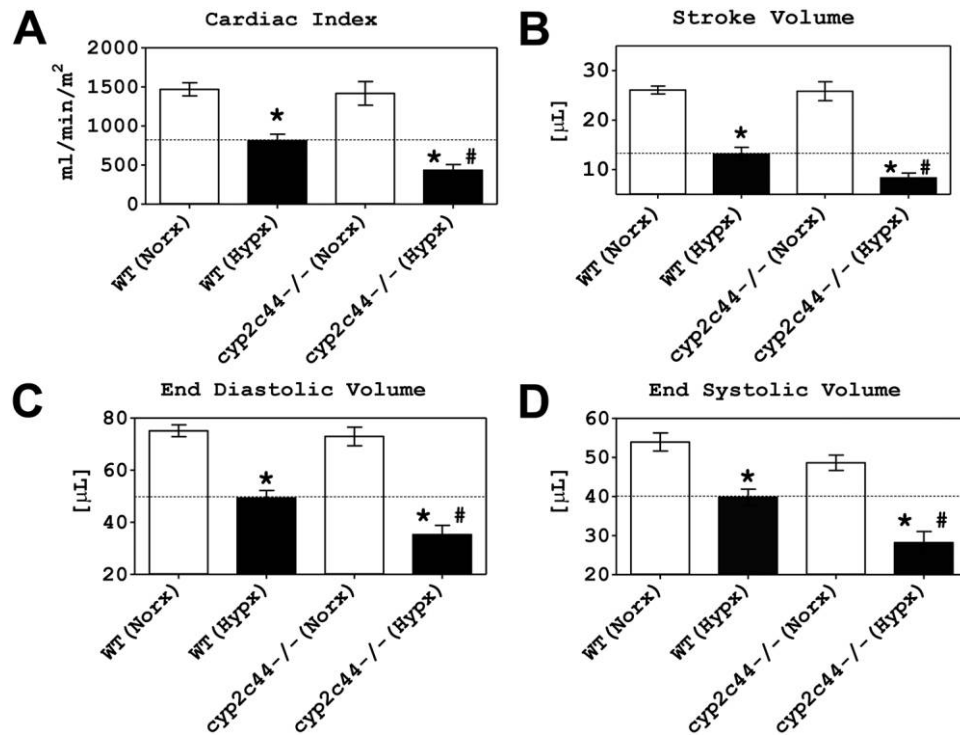 A
Cardiac Index
ml/min/m²
2000
1500
1000
500
0
*
* #
WT(Norx)
WT(Hypx)
cyp2c44-/-(Norx)
cyp2c44-/-(Hypx)
B
Stroke Volume
[µL]
30
20
10
*
* #
WT(Norx)
WT(Hypx)
cyp2c44-/-(Norx)
cyp2c44-/-(Hypx)
C
End Diastolic Volume
[µL]
80
60
40
20
*
* #
WT(Norx)
WT(Hypx)
cyp2c44-/-(Norx)
cyp2c44-/-(Hypx)
D
End Systolic Volume
[µL]
60
50
40
30
20
*
* #
WT(Norx)
WT(Hypx)
cyp2c44-/-(Norx)
cyp2c44-/-(Hypx)